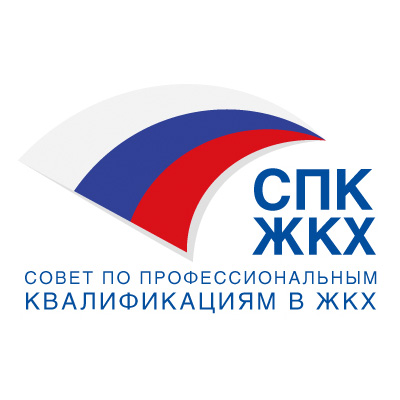 СПК
ЖКХ
СОВЕТ ПО ПРОФЕССИОНАЛЬНЫМ
КВАЛИФИКАЦИЯМ В ЖКХ